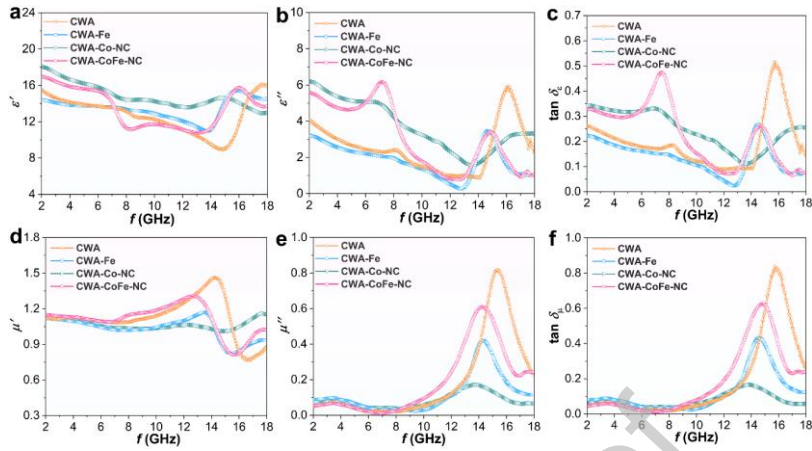 a
CWA
CWA-Fe
CWA-Co-NC
CWA-CoFe-NC
ε′
24
20
16
12
8
4
2 4 6 8 10 12 14 16 18
f (GHz)
b
CWA
CWA-Fe
CWA-Co-NC
CWA-CoFe-NC
ε″
10
8
6
4
2
0
2 4 6 8 10 12 14 16 18
f (GHz)
c
CWA
CWA-Fe
CWA-Co-NC
CWA-CoFe-NC
tan δε
0.7
0.6
0.5
0.4
0.3
0.2
0.1
0.0
2 4 6 8 10 12 14 16 18
f (GHz)
d
CWA
CWA-Fe
CWA-Co-NC
CWA-CoFe-NC
μ′
1.8
1.5
1.2
0.9
0.6
0.3
2 4 6 8 10 12 14 16 18
f (GHz)
e
CWA
CWA-Fe
CWA-Co-NC
CWA-CoFe-NC
μ″
1.0
0.8
0.6
0.4
0.2
0.0
2 4 6 8 10 12 14 16 18
f (GHz)
f
CWA
CWA-Fe
CWA-Co-NC
CWA-CoFe-NC
tan δμ
1.0
0.8
0.6
0.4
0.2
0.0
2 4 6 8 10 12 14 16 18
f (GHz)